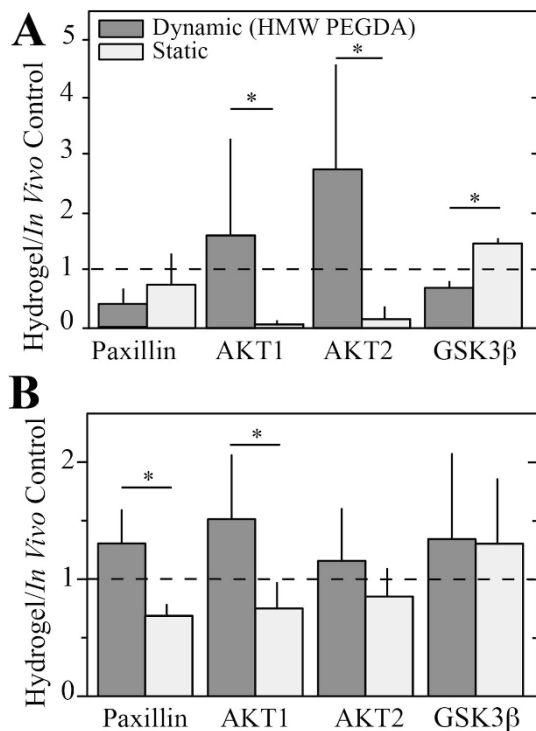 A
Dynamic (HMW PEGDA)
Static
Hydrogel/In Vivo Control
5
4
3
2
1
0
*
*
*
Paxillin AKT1 AKT2 GSK3β
B
Hydrogel/In Vivo Control
2
1
0
*
*
Paxillin AKT1 AKT2 GSK3β